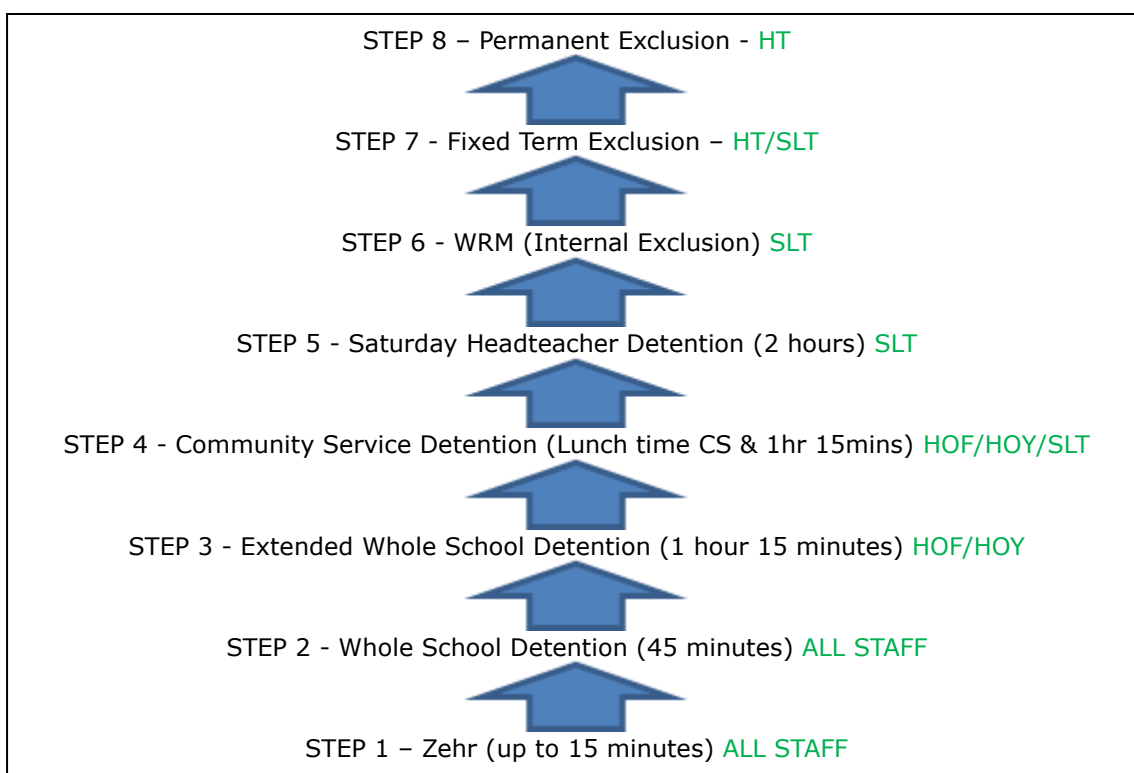 STEP 8 – Permanent Exclusion - HT
STEP 7 - Fixed Term Exclusion – HT/SLT
STEP 6 - WRM (Internal Exclusion) SLT
STEP 5 - Saturday Headteacher Detention (2 hours) SLT
STEP 4 - Community Service Detention (Lunch time CS & 1hr 15mins) HOF/HOY/SLT
STEP 3 - Extended Whole School Detention (1 hour 15 minutes) HOF/HOY
STEP 2 - Whole School Detention (45 minutes) ALL STAFF
STEP 1 – Zehr (up to 15 minutes) ALL STAFF